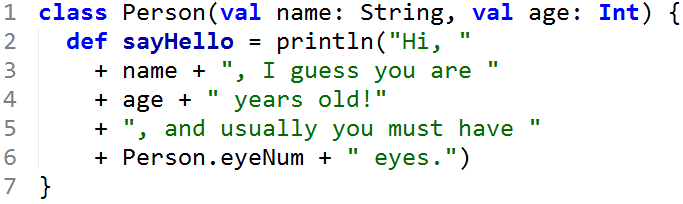 1 class Person(val name: String, val age: Int) {
2   def sayHello = println("Hi, "
3     + name + ", I guess you are "
4     + age + " years old!"
5     + ", and usually you must have "
6     + Person.eyeNum + " eyes.")
7 }